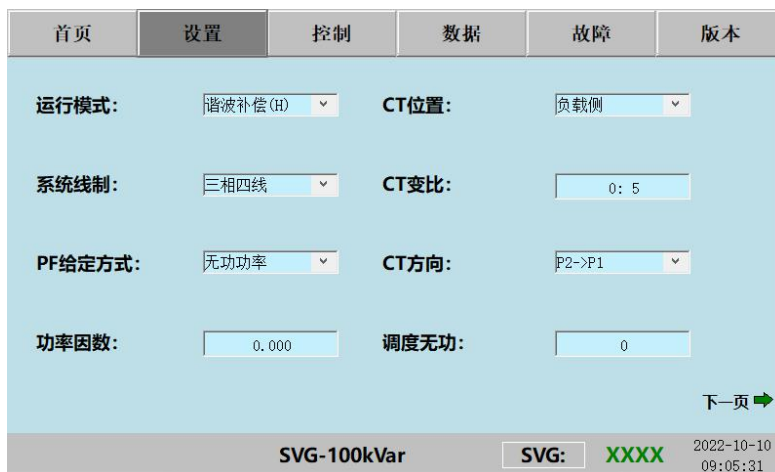 首页 设置 控制 数据 故障 版本
运行模式： 谐波补偿(H) CT位置： 负载侧
系统线制： 三相四线 CT变比： 0: 5
PF给定方式： 无功功率 CT方向： P2->P1
功率因数： 0.000 调度无功： 0
下一页
SVG-100kVar SVG: XXXX 2022-10-10
09:05:31